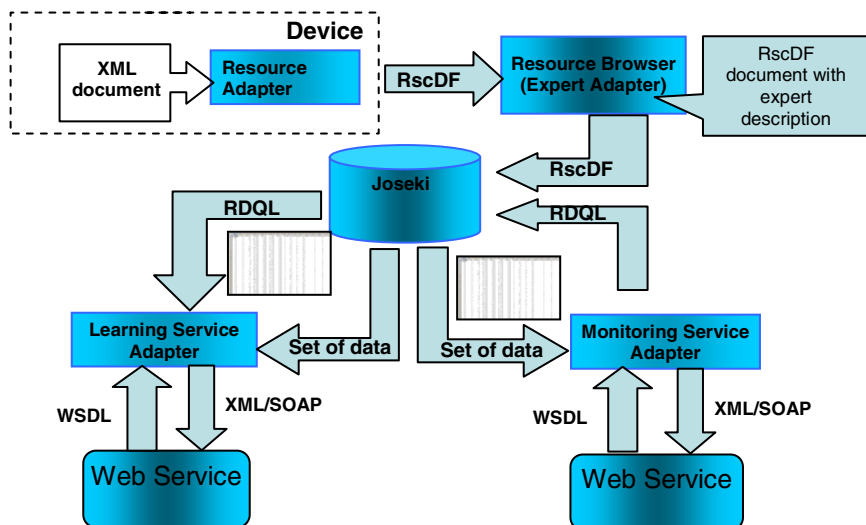 Device
XML
document
Resource
Adapter
RscDF
Resource Browser
(Expert Adapter)
RscDF
document with
expert
description
Joseki
RscDF
RDQL
RDQL
Learning Service
Adapter
Set of data
Set of data
Monitoring Service
Adapter
WSDL
XML/SOAP
WSDL
XML/SOAP
Web Service
Web Service